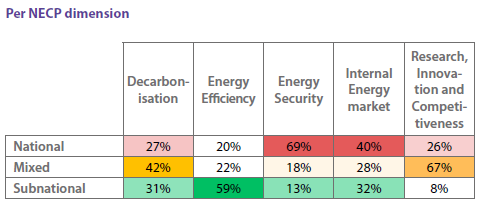 Per NECP dimension
Decarbon-
isation
Energy
Efficiency
Energy
Security
Internal
Energy
market
Research,
Innova-
tion and
Competi-
tiveness
National 27% 20% 69% 40% 26%
Mixed 42% 22% 18% 28% 67%
Subnational 31% 59% 13% 32% 8%